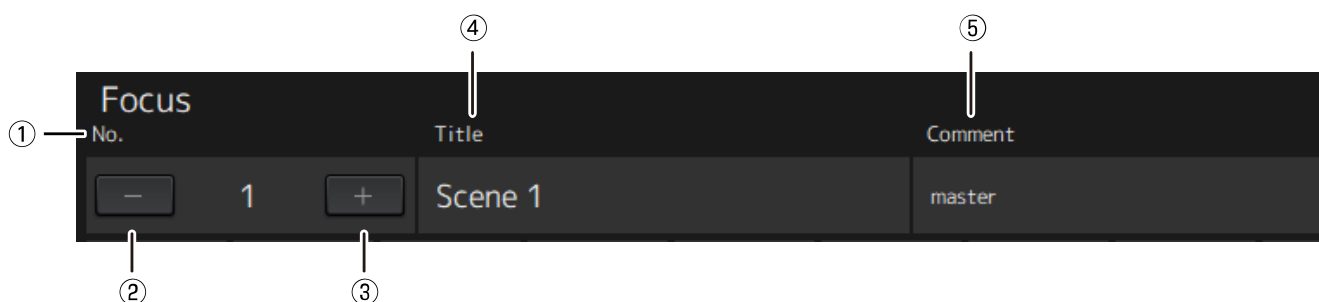 ④ ⑤
Focus
① No. Title Comment
− 1 + Scene 1 master
② ③